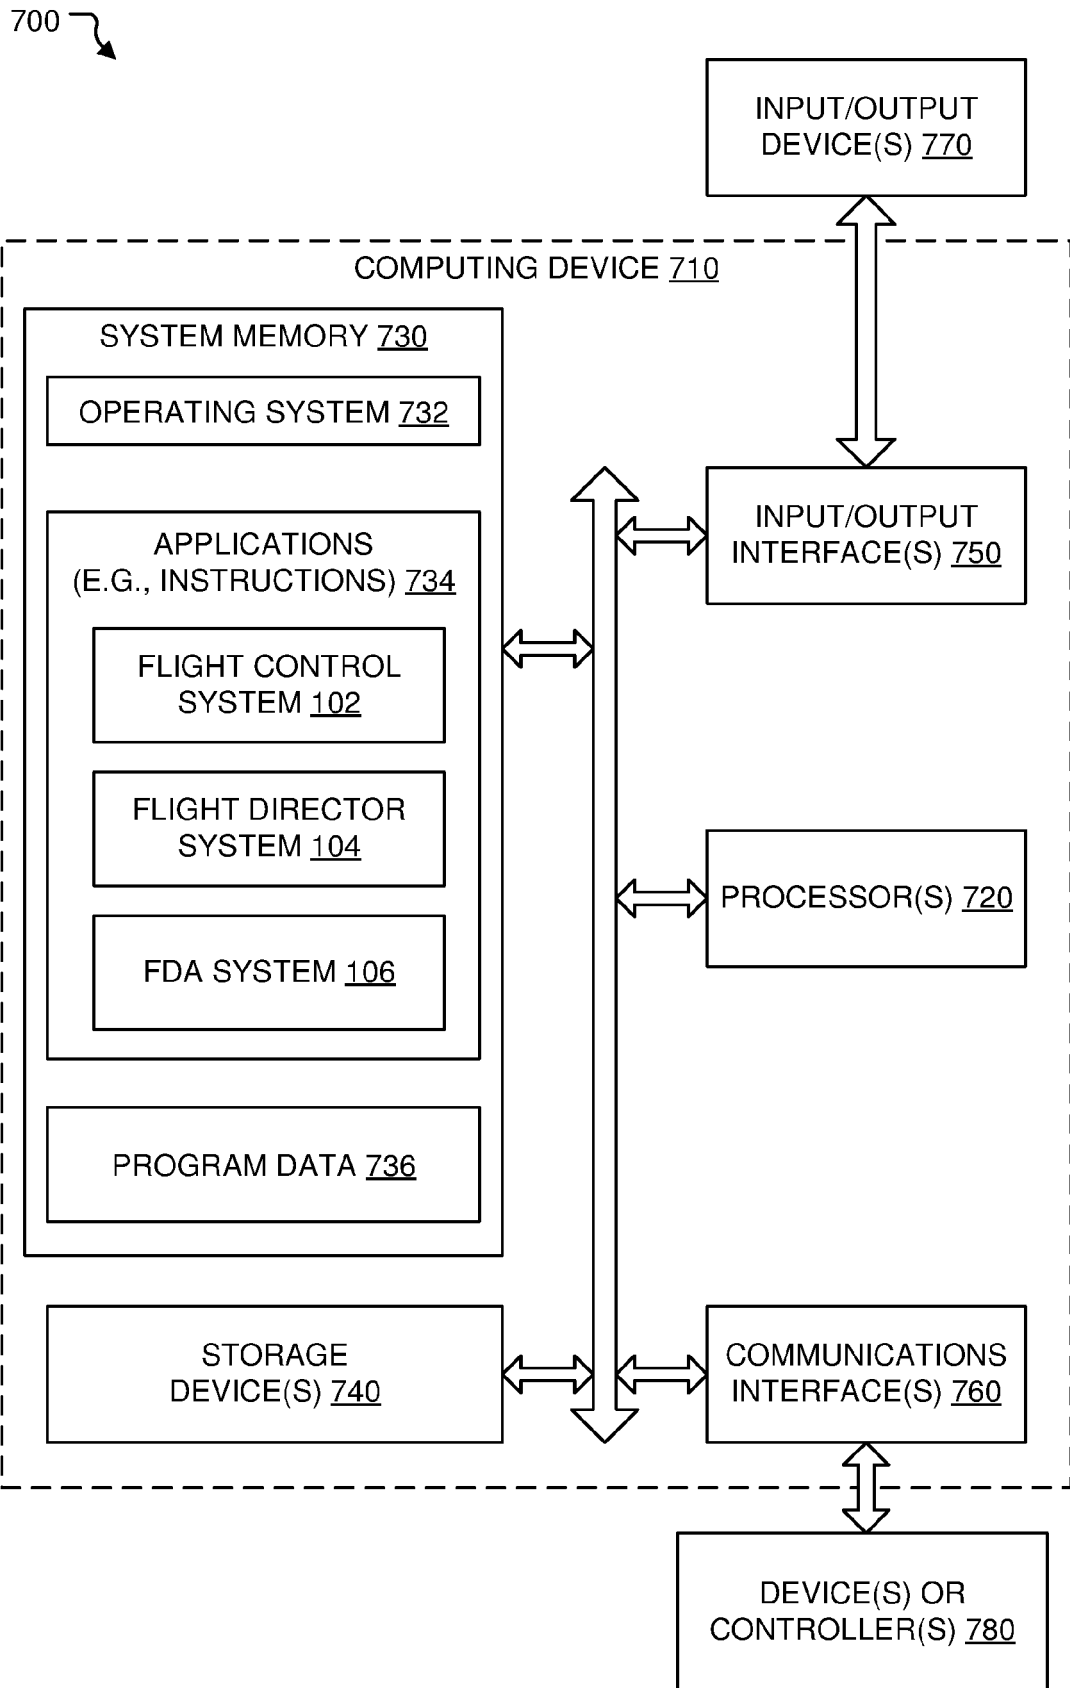 700
INPUT/OUTPUT
DEVICE(S) 770
COMPUTING DEVICE 710
SYSTEM MEMORY 730
OPERATING SYSTEM 732
APPLICATIONS
(E.G., INSTRUCTIONS) 734
FLIGHT CONTROL
SYSTEM 102
FLIGHT DIRECTOR
SYSTEM 104
FDA SYSTEM 106
PROGRAM DATA 736
STORAGE
DEVICE(S) 740
INPUT/OUTPUT
INTERFACE(S) 750
PROCESSOR(S) 720
COMMUNICATIONS
INTERFACE(S) 760
DEVICE(S) OR
CONTROLLER(S) 780